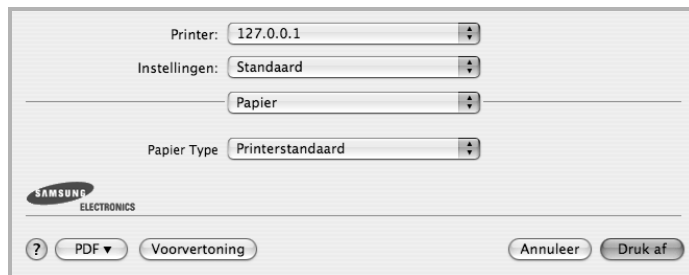 Printer: 127.0.0.1
Instellingen: Standaard
Papier
Papier Type Printerstandaard
SAMSUNG
ELECTRONICS
? PDF ▼ Voorvertoning Annuleer Druk af